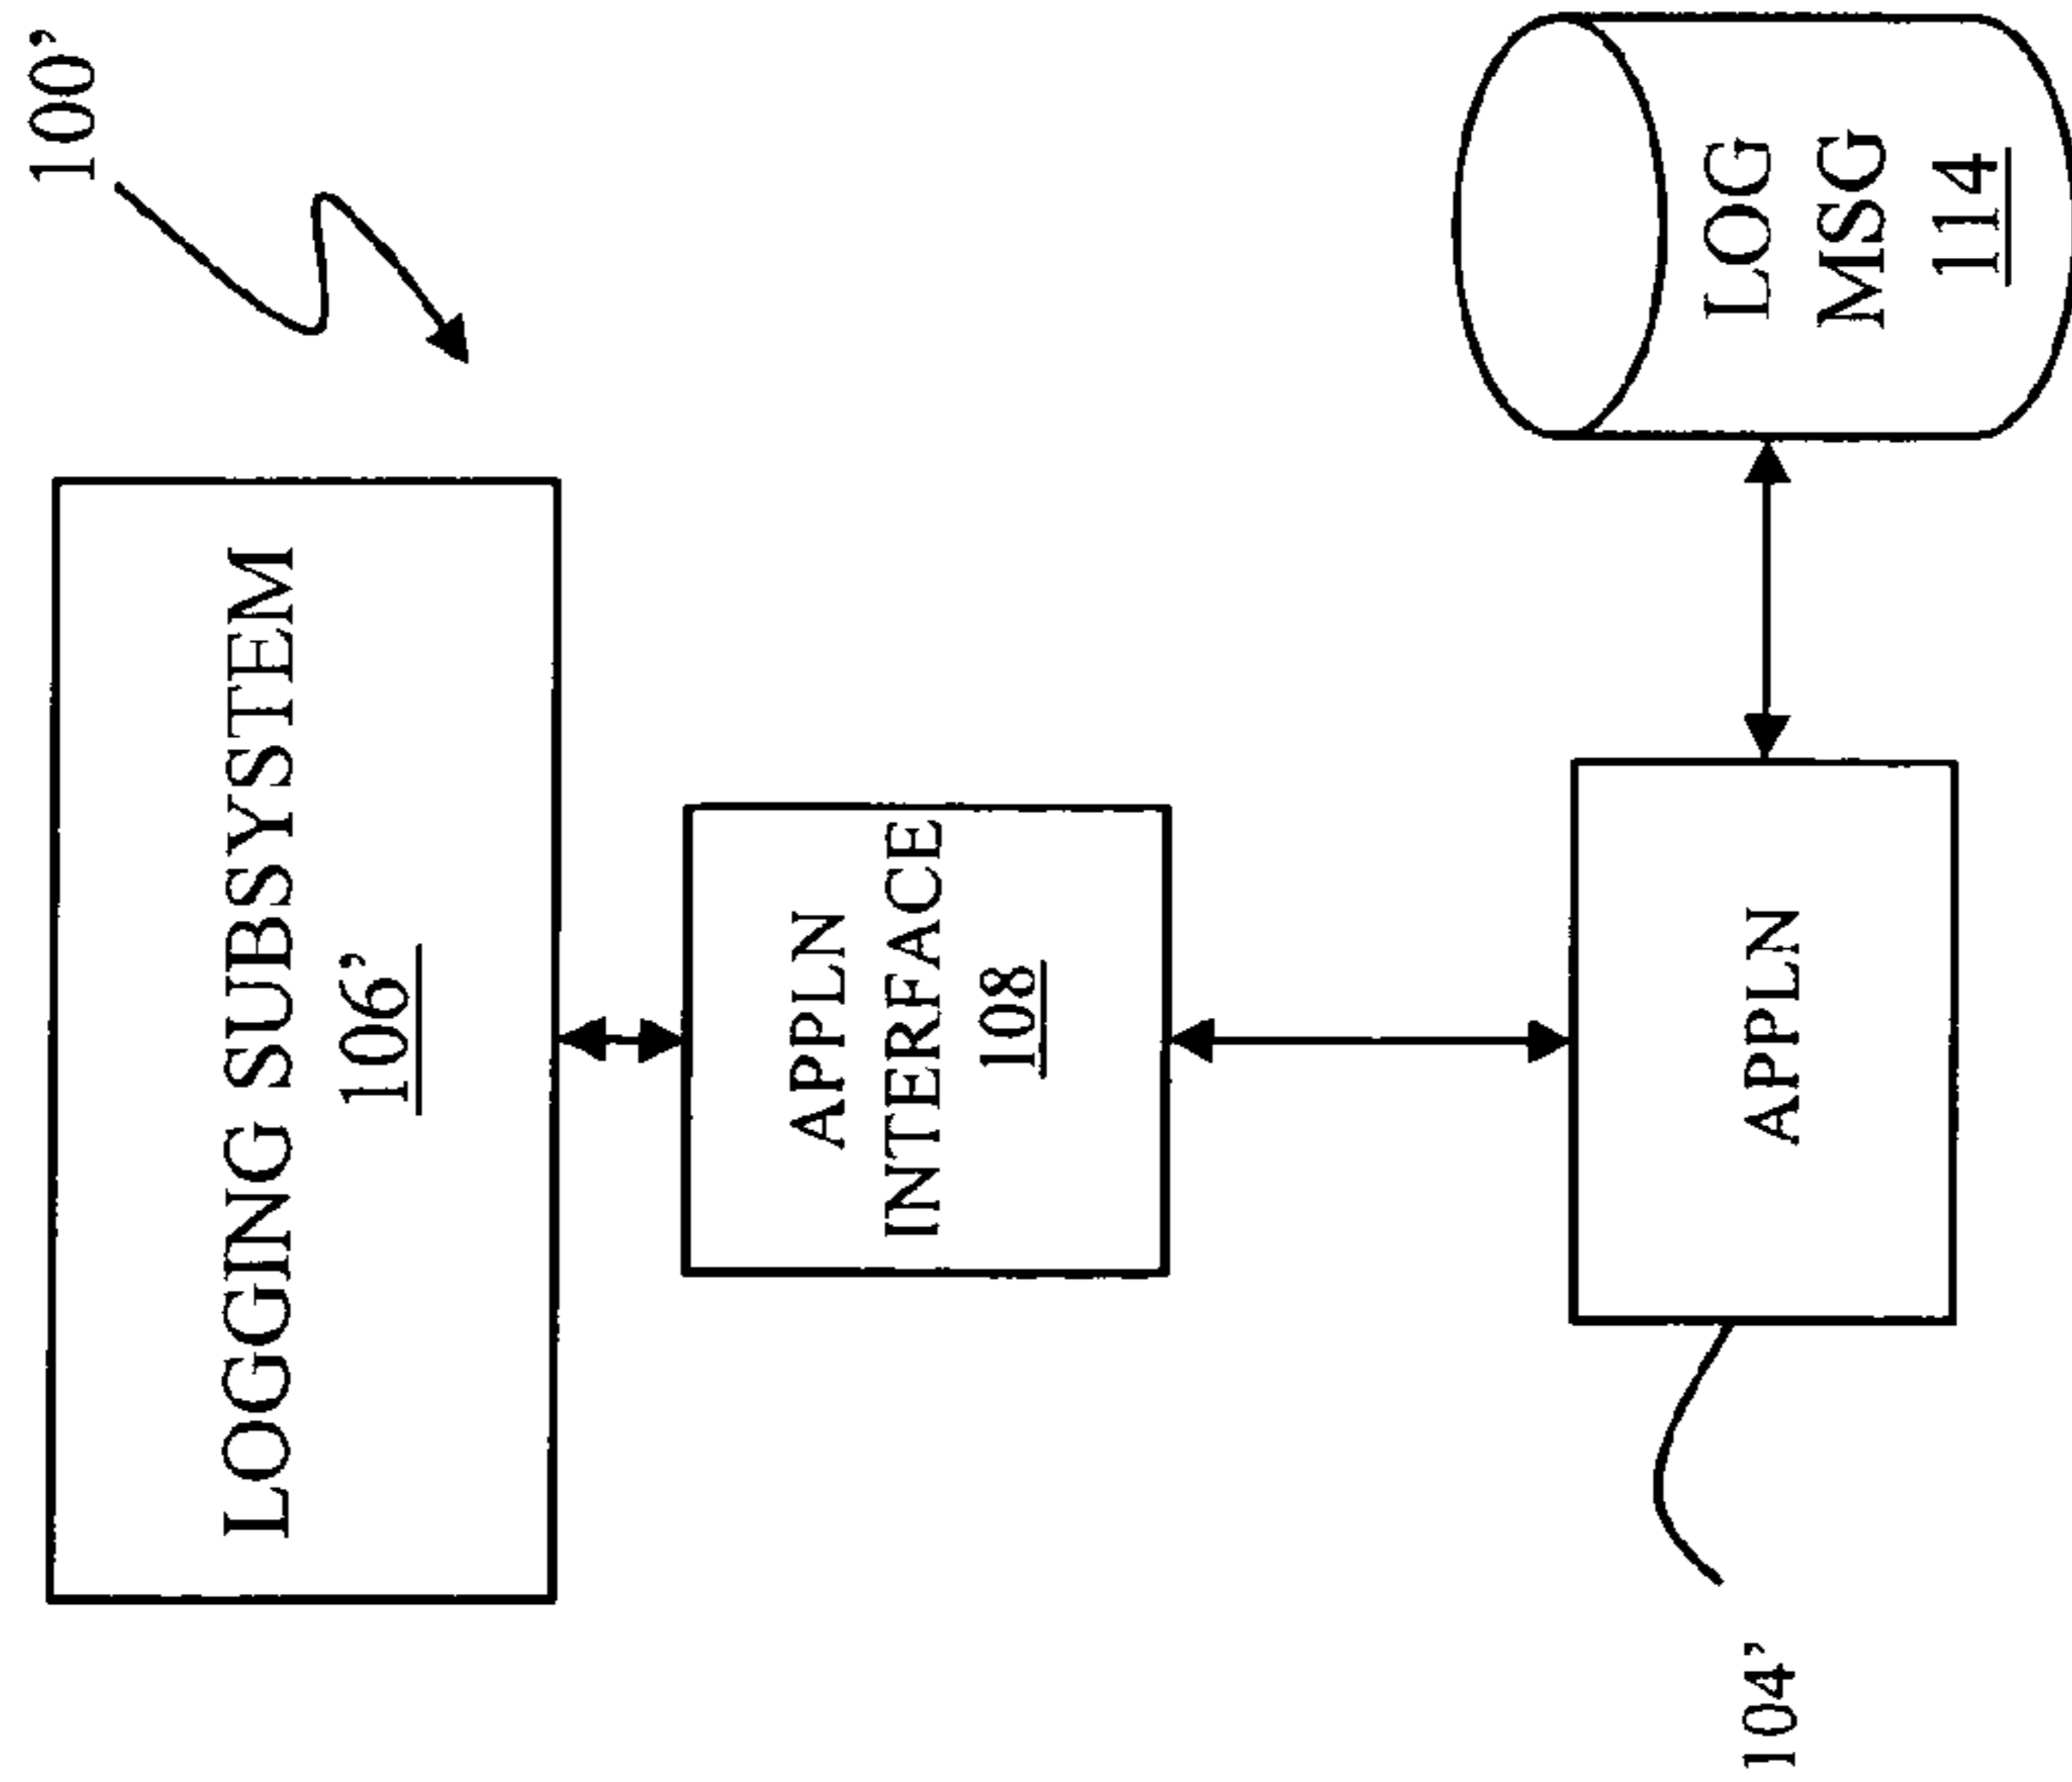 100’
LOGGING SUBSYSTEM
106’
APPLN
INTERFACE
108
APPLN
104’
LOG
MSG
114